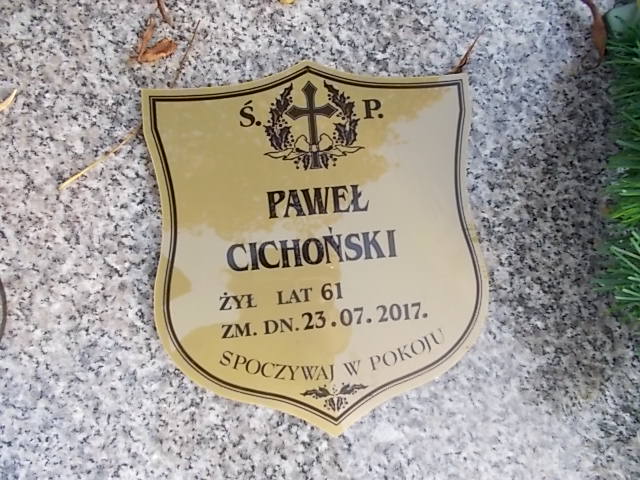 Ś. P.
PAWEŁ
CICHOŃSKI
ŻYŁ LAT 61
ZM. DN. 23.07.2017.
SPOCZYWAJ W POKOJU